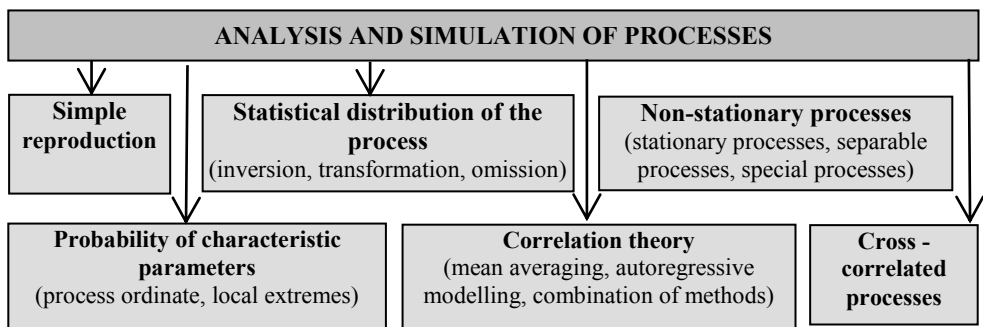 ANALYSIS AND SIMULATION OF PROCESSES
Simple
reproduction
Statistical distribution of the
process
(inversion, transformation, omission)
Non-stationary processes
(stationary processes, separable
processes, special processes)
Probability of characteristic
parameters
(process ordinate, local extremes)
Correlation theory
(mean averaging, autoregressive
modelling, combination of methods)
Cross -
correlated
processes